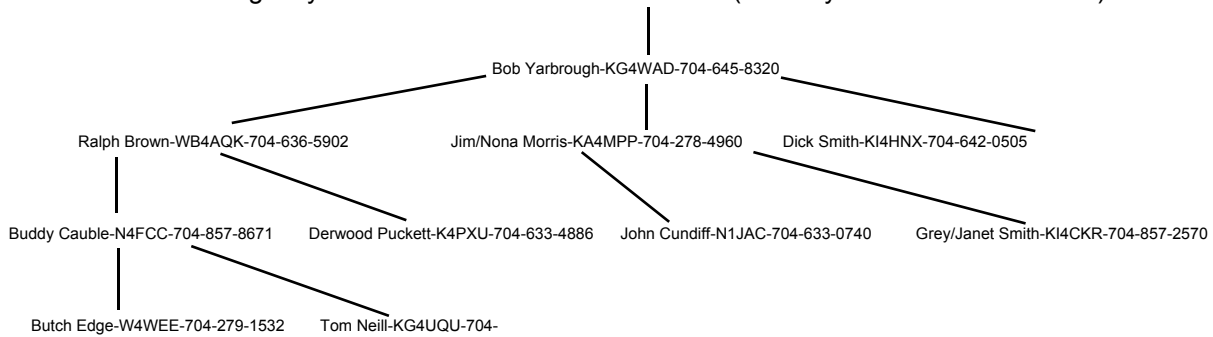 Bob Yarbrough-KG4WAD-704-645-8320
Ralph Brown-WB4AQK-704-636-5902 Jim/Nona Morris-KA4MPP-704-278-4960 Dick Smith-KI4HNX-704-642-0505
Buddy Cauble-N4FCC-704-857-8671 Derwood Puckett-K4PXU-704-633-4886 John Cundiff-N1JAC-704-633-0740 Grey/Janet Smith-KI4CKR-704-857-2570
Butch Edge-W4WEE-704-279-1532 Tom Neill-KG4UQU-704-